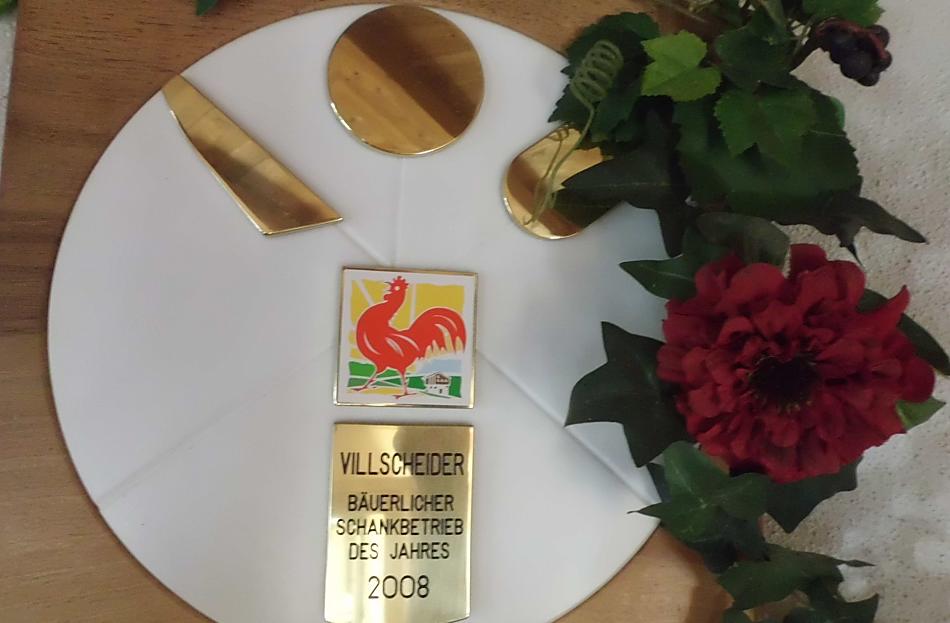 VILLSCHEIDER
BÄUERLICHER
SCHANKBETRIEB
DES JAHRES
2008